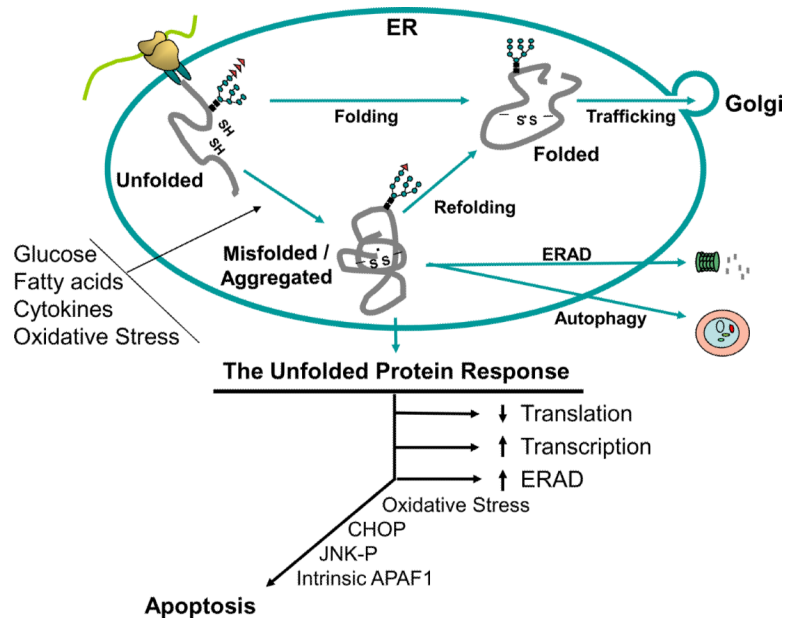 ER
Golgi
Folding
Trafficking
SH
SH
S S
Folded
Unfolded
Refolding
Misfolded /
Aggregated
S S
ERAD
Autophagy
Glucose
Fatty acids
Cytokines
Oxidative Stress
The Unfolded Protein Response
↓ Translation
↑ Transcription
↑ ERAD
Oxidative Stress
CHOP
JNK-P
Intrinsic APAF1
Apoptosis